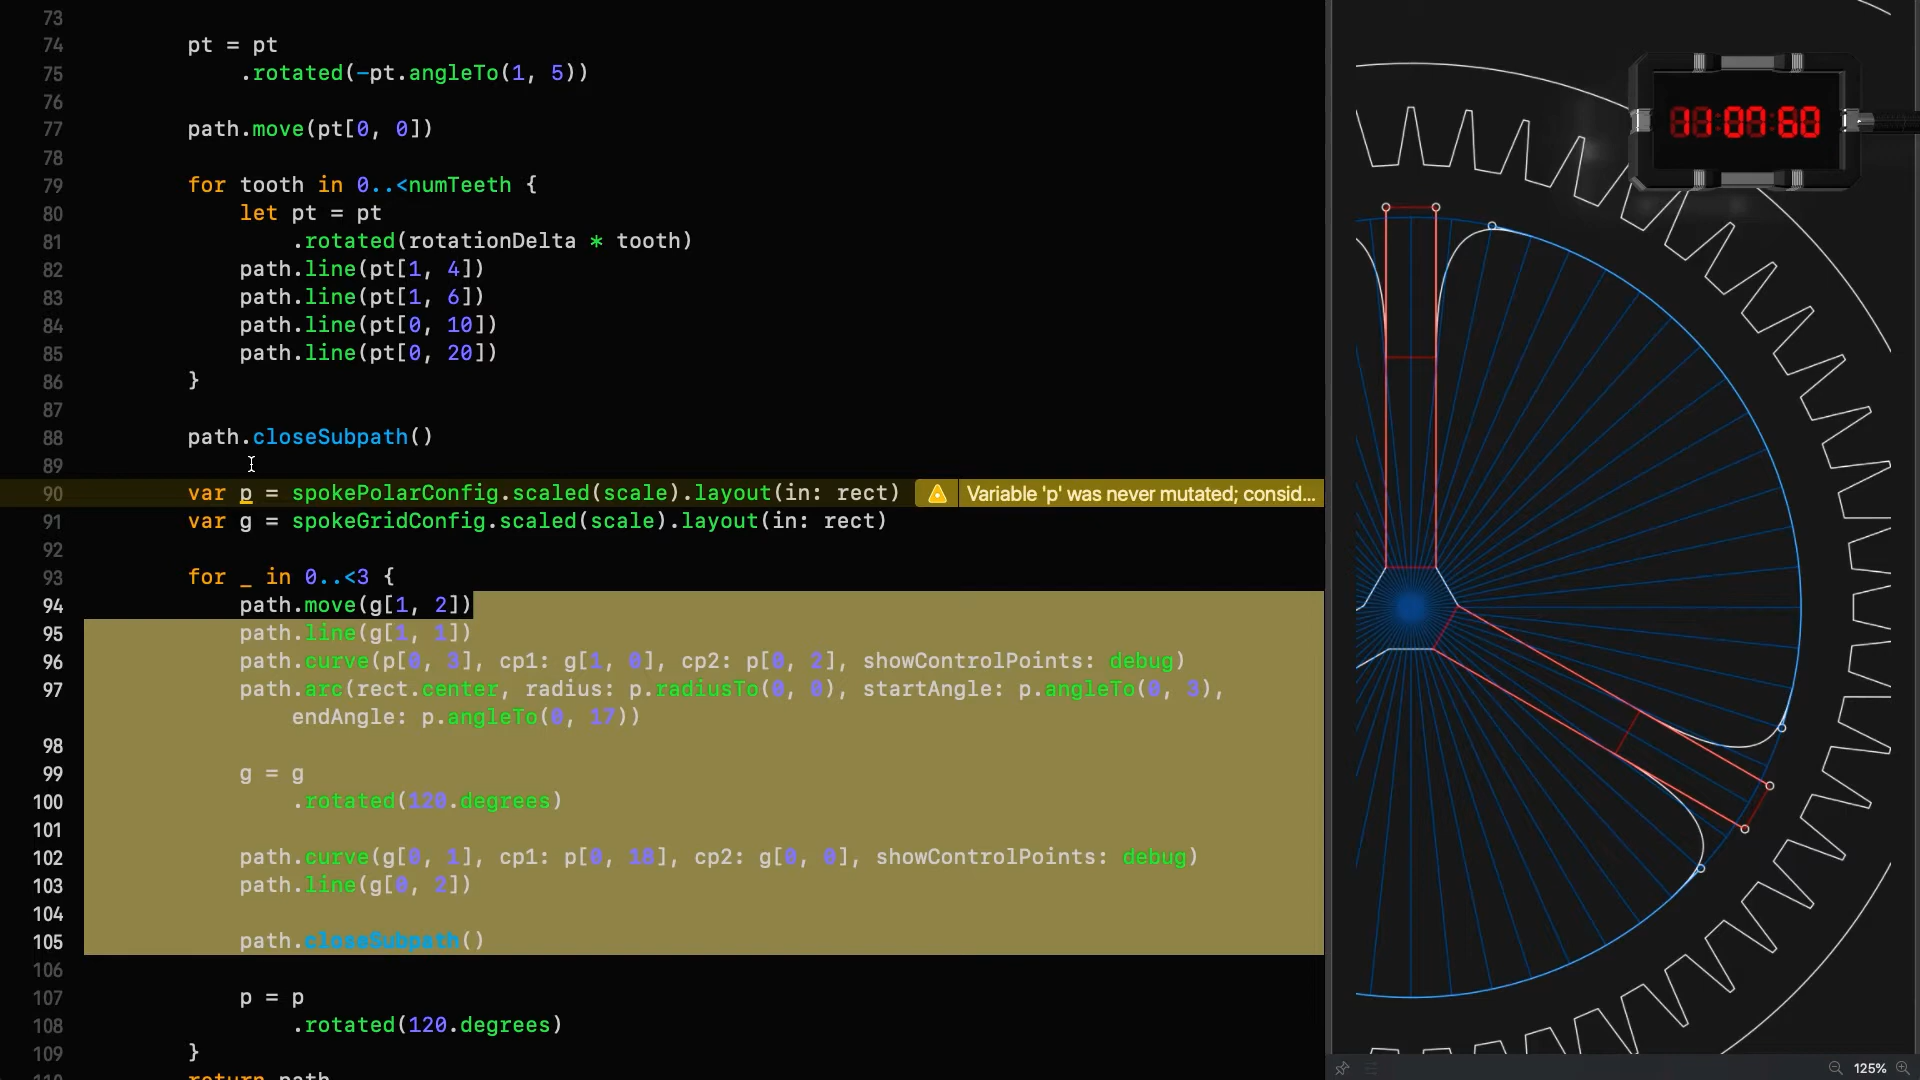 73
74 pt = pt
75 .rotated(-pt.angleTo(1, 5))
76
77 path.move(pt[0, 0])
78
79 for tooth in 0..<numTeeth {
80 let pt = pt
81 .rotated(rotationDelta * tooth)
82 path.line(pt[1, 4])
83 path.line(pt[1, 6])
84 path.line(pt[0, 10])
85 path.line(pt[0, 20])
86 }
87
88 path.closeSubpath()
89
90 var p = spokePolarConfig.scaled(scale).layout(in: rect) Variable 'p' was never mutated; consid...
91 var g = spokeGridConfig.scaled(scale).layout(in: rect)
92
93 for _ in 0..<3 {
94 path.move(g[1, 2])
95 path.line(g[1, 1])
96 path.curve(p[0, 3], cp1: g[1, 0], cp2: p[0, 2], showControlPoints: debug)
97 path.arc(rect.center, radius: p.radiusTo(0, 0), startAngle: p.angleTo(0, 3),
endAngle: p.angleTo(0, 17))
98
99 g = g
100 .rotated(120.degrees)
101
102 path.curve(g[0, 1], cp1: p[0, 18], cp2: g[0, 0], showControlPoints: debug)
103 path.line(g[0, 2])
104
105 path.closeSubpath()
106
107 p = p
108 .rotated(120.degrees)
109 }
110 return path
11:07:60
125%